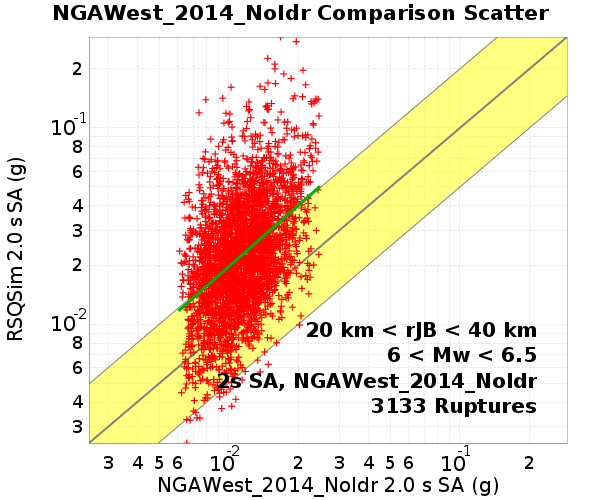 NGAWest_2014_NoIdr Comparison Scatter
RSQSim 2.0 s SA (g)
2
10^-1
8
6
4
3
2
10^-2
8
6
4
3
20 km < rJB < 40 km
6 < Mw < 6.5
2s SA, NGAWest_2014_NoIdr
3133 Ruptures
3 4 5 6 10^-2 2 3 4 5 6 8 10^-1 2
NGAWest_2014_NoIdr 2.0 s SA (g)